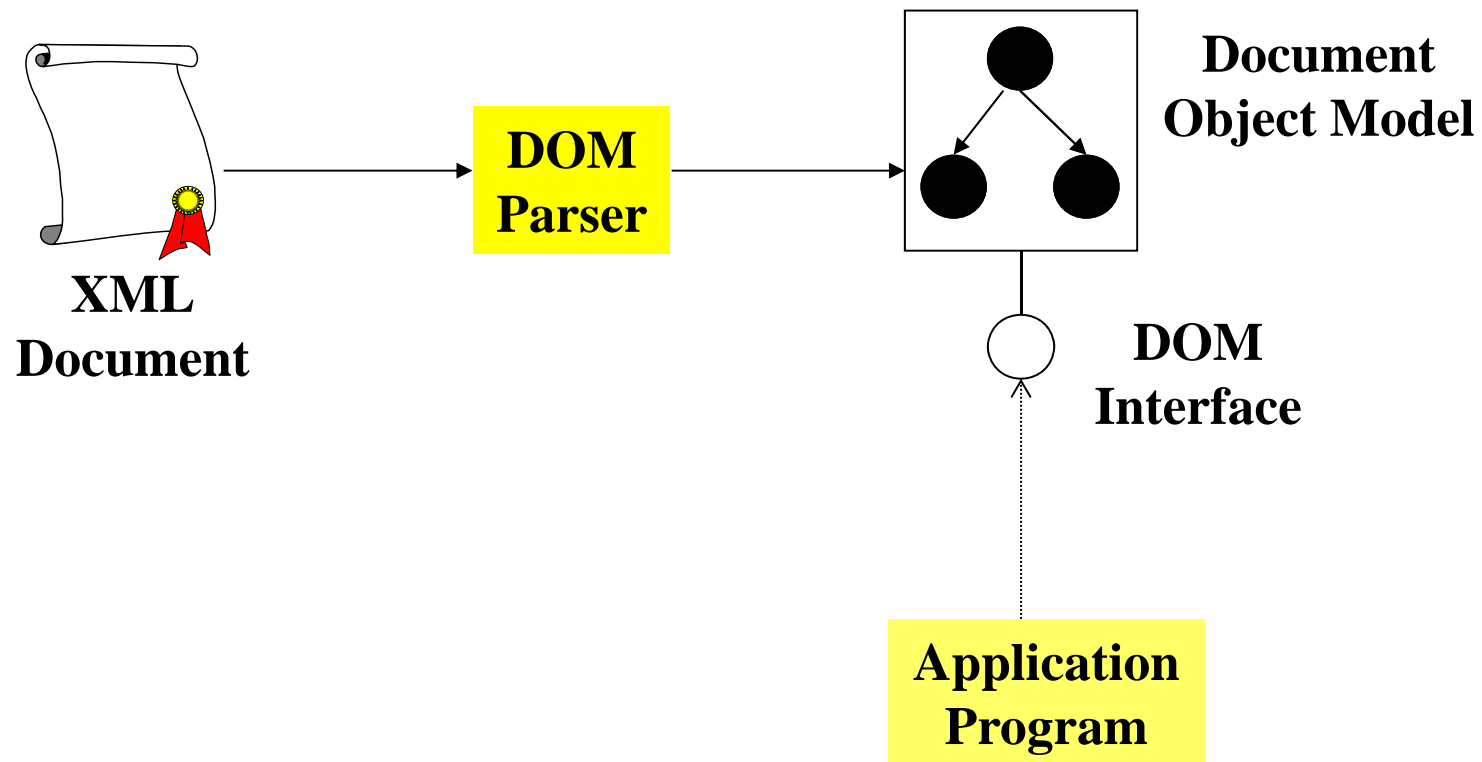 XML
Document
DOM
Parser
Document
Object Model
DOM
Interface
Application
Program